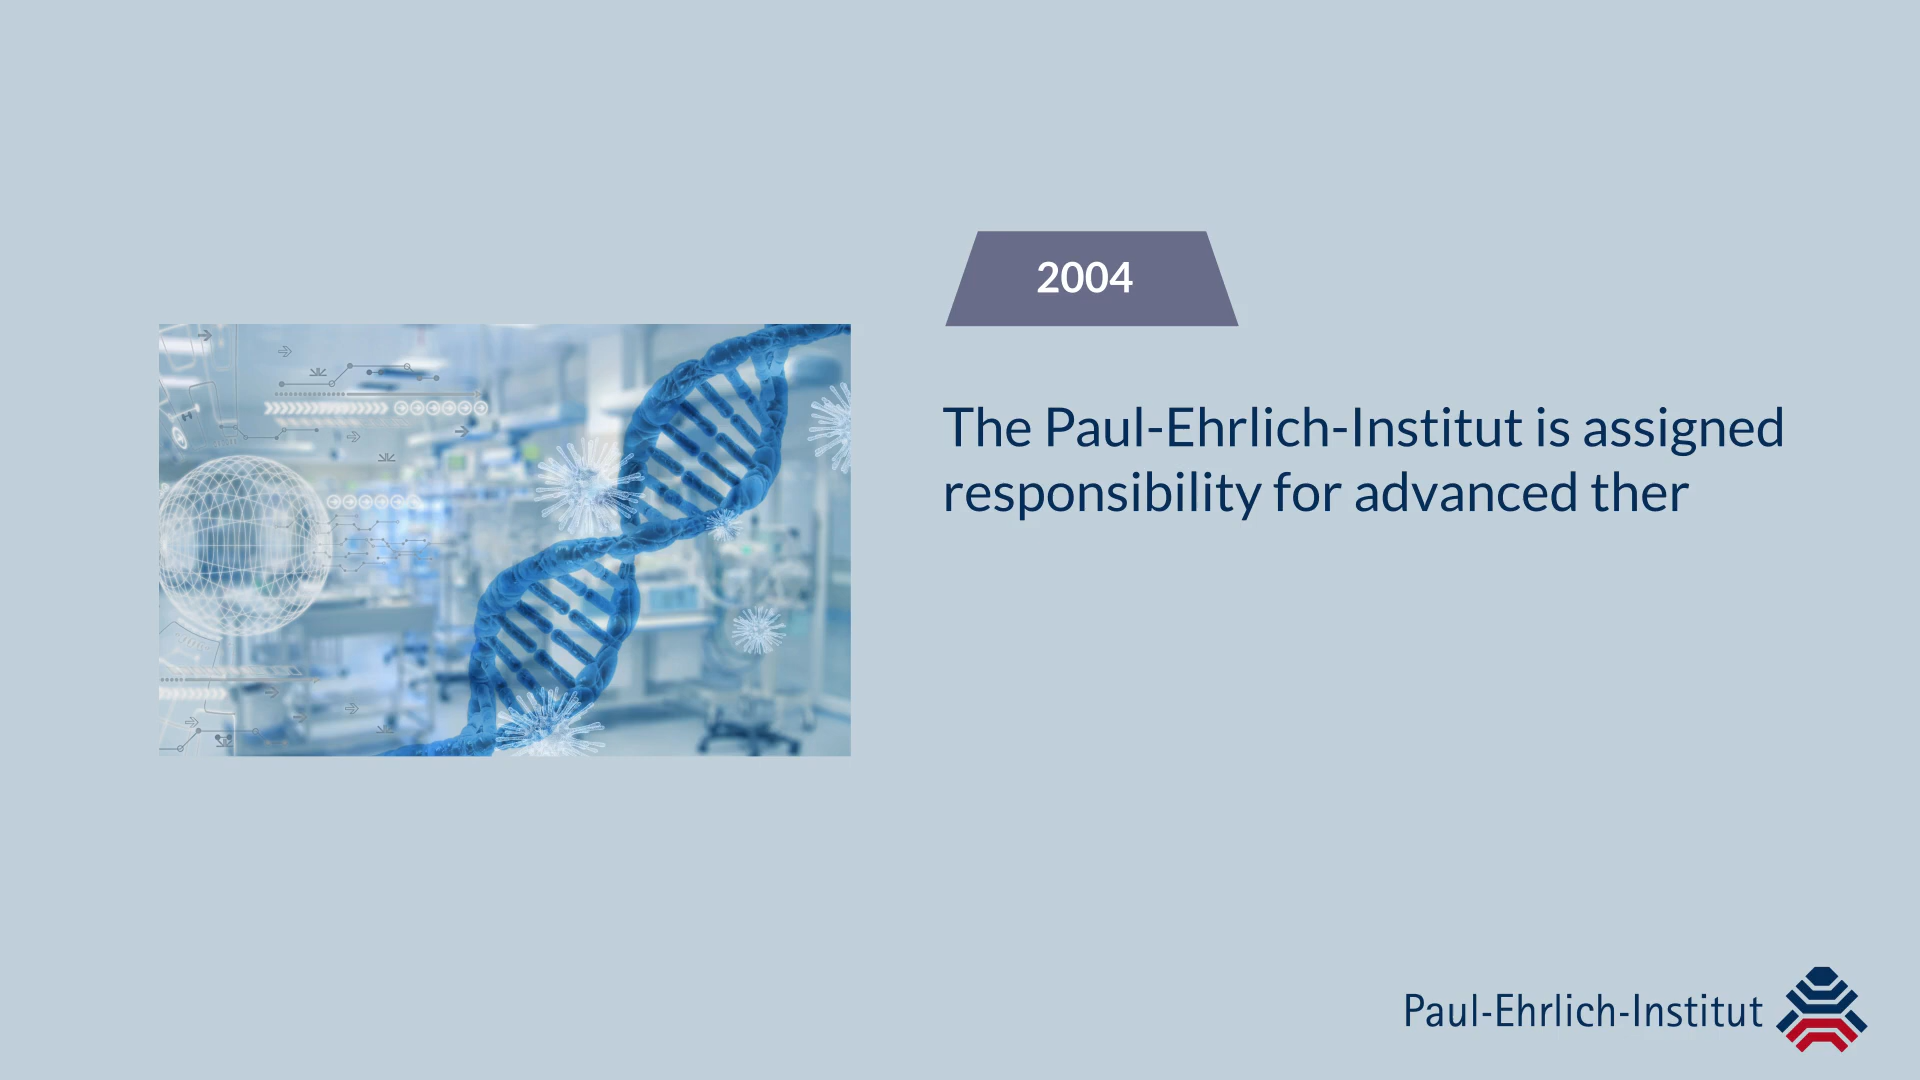 2004
The Paul-Ehrlich-Institut is assigned
responsibility for advanced ther
Paul-Ehrlich-Institut